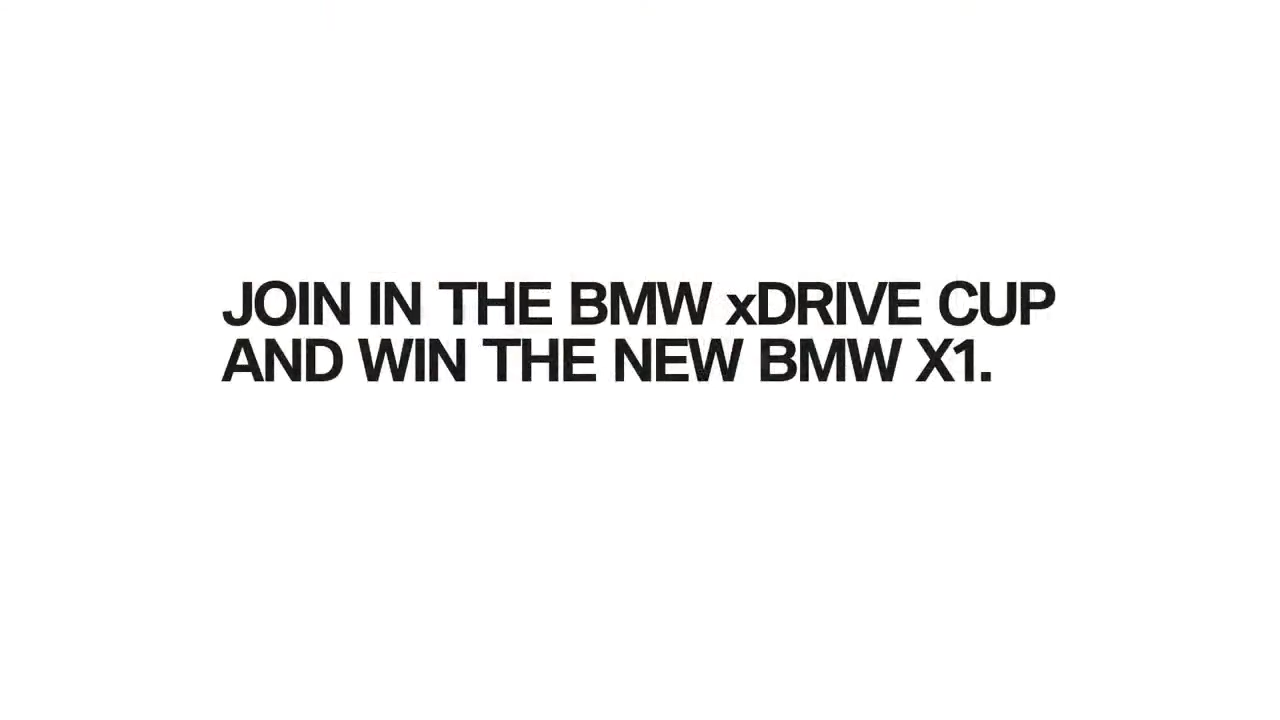 JOIN IN THE BMW xDRIVE CUP
AND WIN THE NEW BMW X1.